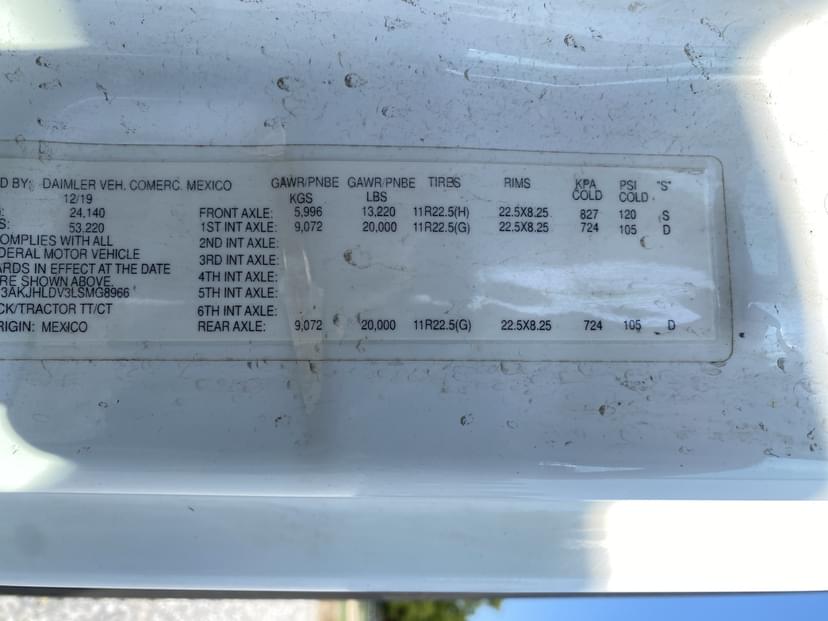 D BY: DAIMLER VEH. COMERC. MEXICO
12/19
24,140
S: 53,220
OMPLIES WITH ALL
DERAL MOTOR VEHICLE
ARDS IN EFFECT AT THE DATE
RE SHOWN ABOVE.
3AKJHLDV3LSMG8966
CK/TRACTOR TT/CT
RIGIN: MEXICO
GAWR/PNBE GAWR/PNBE TIRES RIMS KPA PSI "S"
KGS LBS COLD COLD
FRONT AXLE: 5,996 13,220 11R22.5(H) 22.5X8.25 827 120 S
1ST INT AXLE: 9,072 20,000 11R22.5(G) 22.5X8.25 724 105 D
2ND INT AXLE:
3RD INT AXLE:
4TH INT AXLE:
5TH INT AXLE:
6TH INT AXLE:
REAR AXLE: 9,072 20,000 11R22.5(G) 22.5X8.25 724 105 D